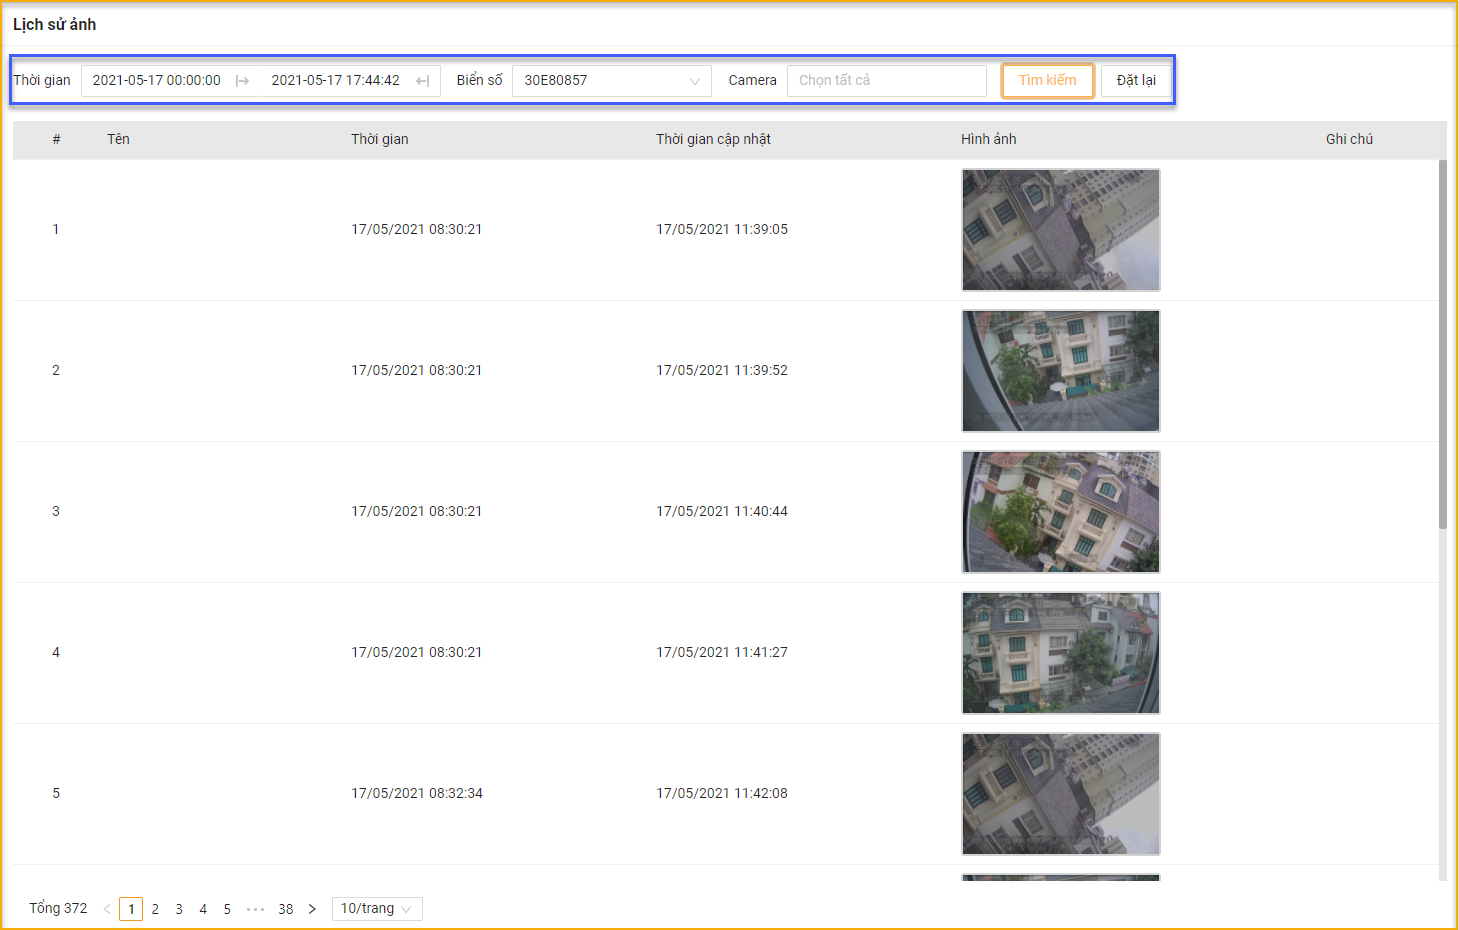 Lịch sử ảnh
Thời gian 2021-05-17 00:00:00 2021-05-17 17:44:42 Biển số 30E80857 Camera Chọn tất cả Tìm kiếm Đặt lại
# Tên Thời gian Thời gian cập nhật Hình ảnh Ghi chú
1 17/05/2021 08:30:21 17/05/2021 11:39:05
2 17/05/2021 08:30:21 17/05/2021 11:39:52
3 17/05/2021 08:30:21 17/05/2021 11:40:44
4 17/05/2021 08:30:21 17/05/2021 11:41:27
5 17/05/2021 08:32:34 17/05/2021 11:42:08
Tổng 372 < 1 2 3 4 5 ••• 38 > 10/trang